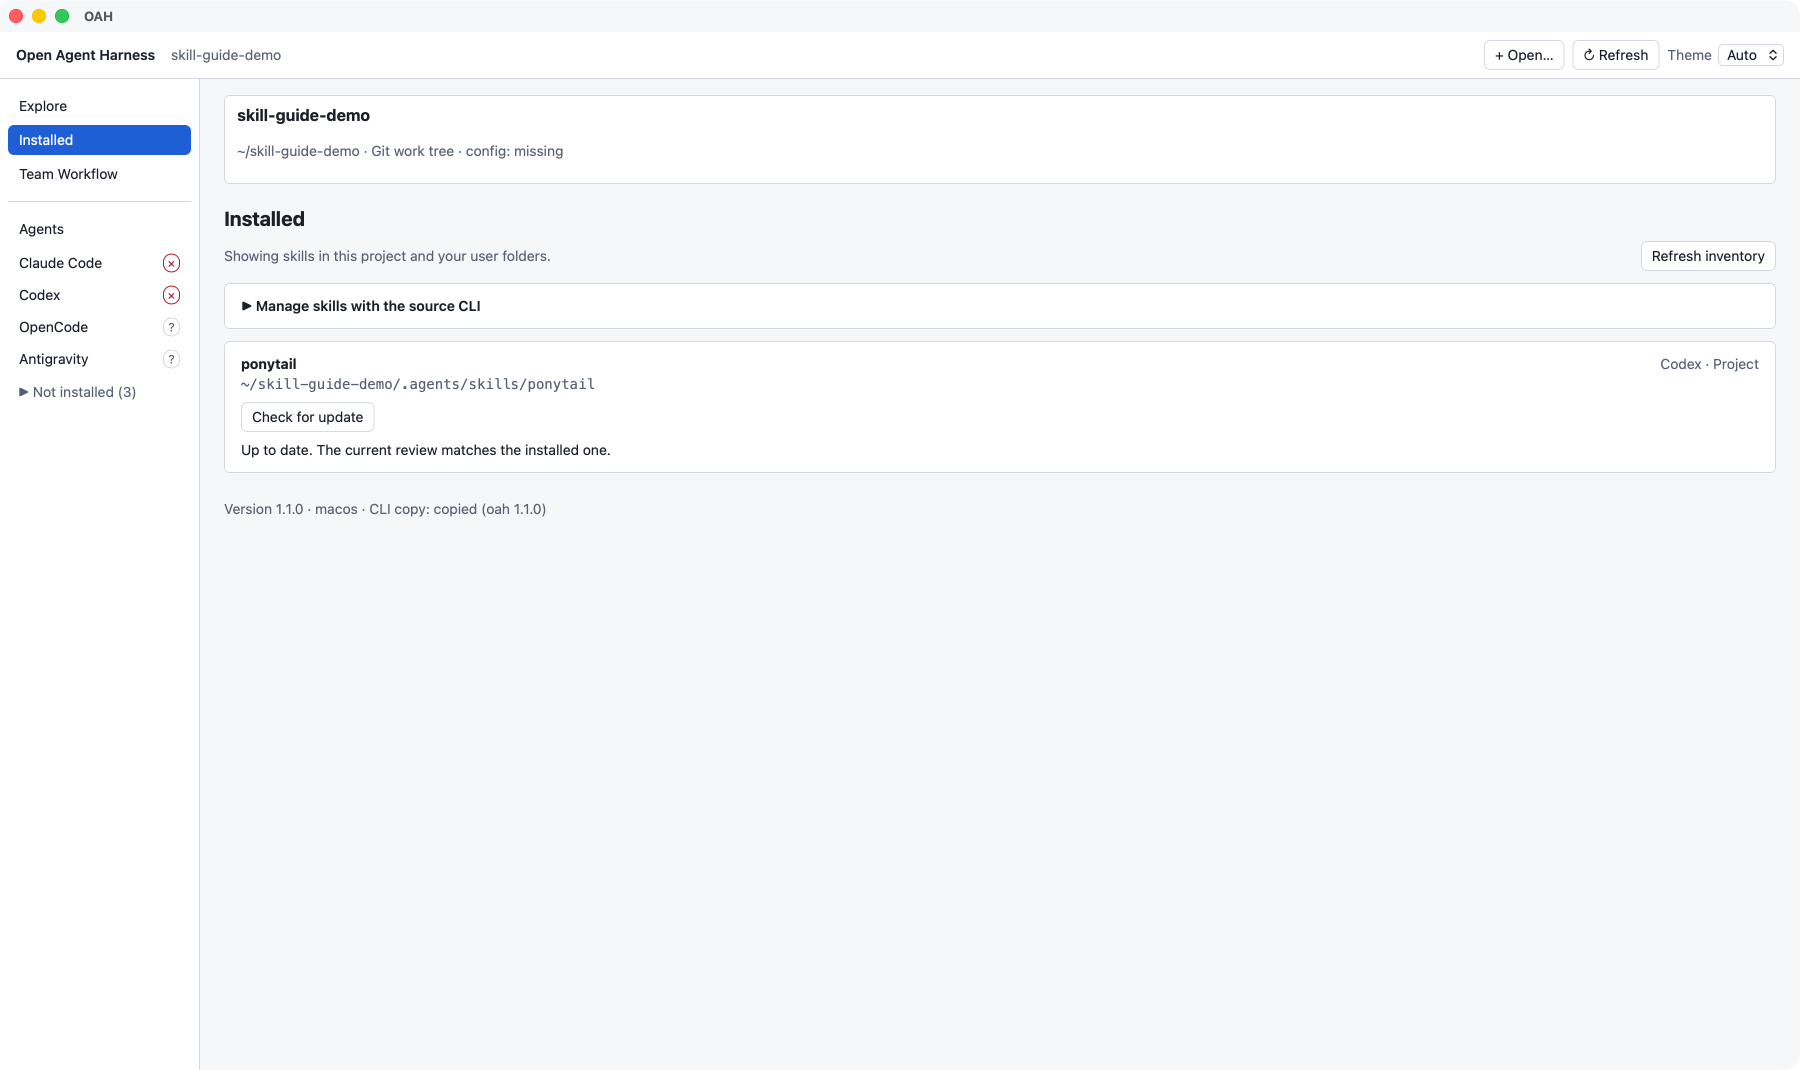 OAH
Open Agent Harness skill-guide-demo + Open... Refresh Theme Auto
Explore
Installed
Team Workflow
Agents
Claude Code
Codex
OpenCode ?
Antigravity ?
Not installed (3)
skill-guide-demo
~/skill-guide-demo · Git work tree · config: missing
Installed
Showing skills in this project and your user folders. Refresh inventory
Manage skills with the source CLI
ponytail Codex · Project
~/skill-guide-demo/.agents/skills/ponytail
Check for update
Up to date. The current review matches the installed one.
Version 1.1.0 · macos · CLI copy: copied (oah 1.1.0)